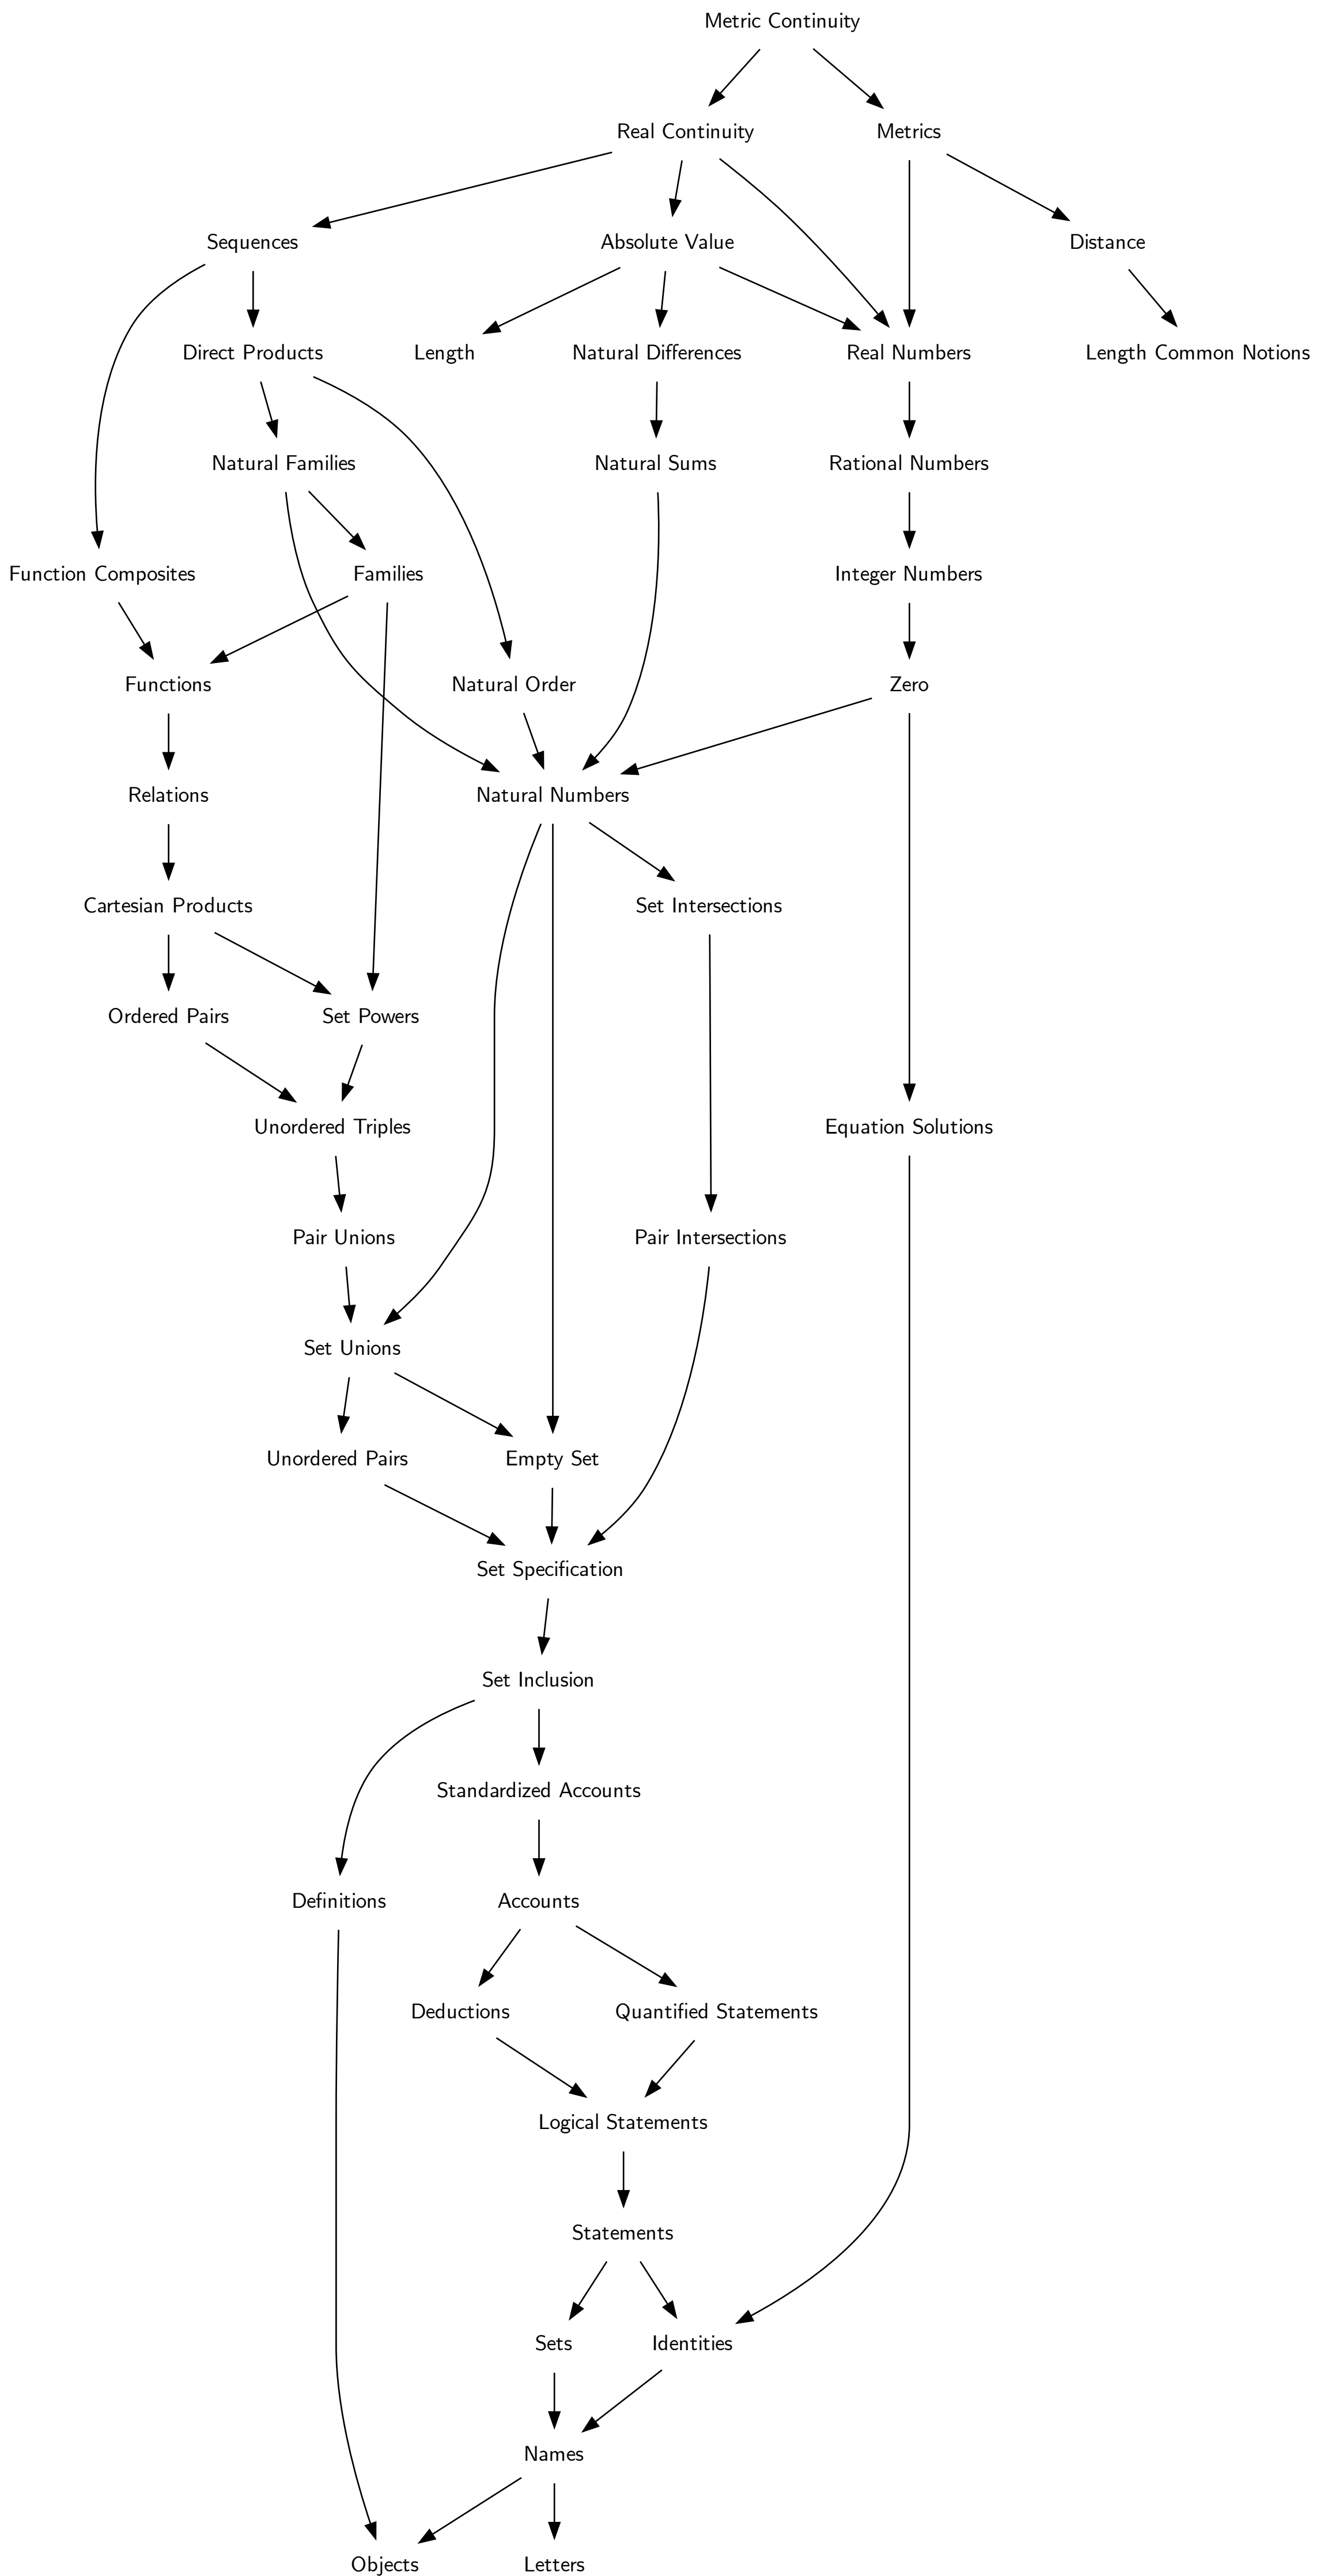 Metric Continuity
Real Continuity
Metrics
Sequences
Absolute Value
Distance
Direct Products
Length
Natural Differences
Real Numbers
Length Common Notions
Natural Families
Natural Sums
Rational Numbers
Function Composites
Families
Integer Numbers
Functions
Natural Order
Zero
Relations
Natural Numbers
Cartesian Products
Set Intersections
Ordered Pairs
Set Powers
Unordered Triples
Equation Solutions
Pair Unions
Pair Intersections
Set Unions
Unordered Pairs
Empty Set
Set Specification
Set Inclusion
Standardized Accounts
Definitions
Accounts
Deductions
Quantified Statements
Logical Statements
Statements
Sets
Identities
Names
Objects
Letters